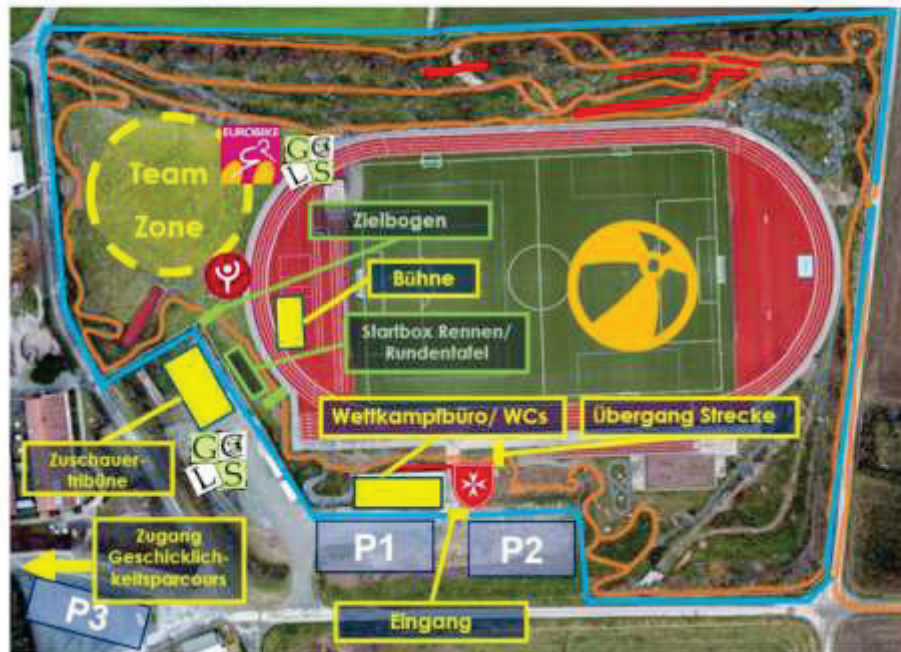 EUROBIKE
GC
LS
Team
Zone
Zielbogen
Bühne
Startbox Rennen/
Rundentafel
Wettkampfbüro/ WCs
Übergang Strecke
Zuschauer-
tribüne
GC
LS
Zugang
Geschicklich-
keitsparcours
P1
P2
P3
Eingang